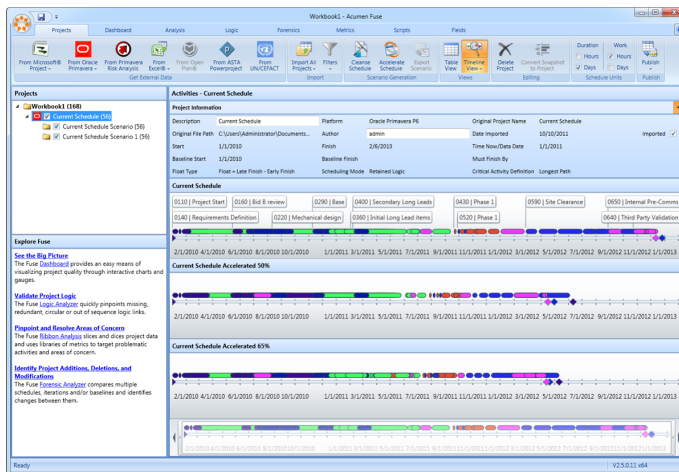 Workbook1 - Acumen Fuse
Projects Dashboard Analysis Logic Forensics Metrics Scripts Fields
From Microsoft® Project From Oracle Primavera From Primavera Risk Analysis From Excel® From Open Plan® From ASTA Powerproject From UN/CEFACT
Import All Projects Filters
Cleanse Schedule Accelerate Schedule Export Scenario
Table View Timeline View
Delete Project Convert Snapshot to Project
Duration Work
Hours Hours
Days Days
Publish
Get External Data Import Scenario Generation Views Editing Schedule Units Publish
Projects
Workbook1 (168)
Current Schedule (56)
Current Schedule Scenario (56)
Current Schedule Scenario 1 (56)
Explore Fuse
See the Big Picture
The Fuse Dashboard provides an easy means of
visualizing project quality through interactive charts and
gauges.
Validate Project Logic
The Fuse Logic Analyzer quickly pinpoints missing,
redundant, circular or out of sequence logic links.
Pinpoint and Resolve Areas of Concern
The Fuse Ribbon Analysis slices and dices project data
and uses libraries of metrics to target problematic
activities and areas of concern.
Identify Project Additions, Deletions, and
Modifications
The Fuse Forensic Analyzer compares multiple
schedules, iterations and/or baselines and identifies
changes between them.
Activities - Current Schedule
Project Information
Description Current Schedule Platform Oracle Primavera P6 Original Project Name Current Schedule
Original File Path C:\Users\Administrator\Documents... Author admin Date Imported 10/10/2011 Imported
Start 1/1/2010 Finish 2/6/2013 Time Now/Data Date 1/1/2011
Baseline Start 1/1/2010 Baseline Finish Must Finish By
Float Type Float = Late Finish - Early Finish Scheduling Mode Retained Logic Critical Activity Definition Longest Path
Current Schedule
0110 | Project Start 0160 | Bid B review 0290 | Base 0400 | Secondary Long Leads 0430 | Phase 1 0590 | Site Clearance 0650 | Internal Pre-Comms
0140 | Requirements Definition 0220 | Mechanical design 0360 | Initial Long Lead items 0520 | Phase 1 0640 | Third Party Validation
2/1/2010 4/1/2010 6/1/2010 8/1/2010 10/1/2010 1/1/2011 3/1/2011 5/1/2011 7/1/2011 9/1/2011 11/1/2011 1/1/2012 3/1/2012 5/1/2012 7/1/2012 9/1/2012 11/1/2012 1/1/2013
Current Schedule Accelerated 50%
2/1/2010 4/1/2010 6/1/2010 8/1/2010 10/1/2010 1/1/2011 3/1/2011 5/1/2011 7/1/2011 9/1/2011 11/1/2011 1/1/2012 3/1/2012 5/1/2012 7/1/2012 9/1/2012 11/1/2012 1/1/2013
Current Schedule Accelerated 65%
2/1/2010 4/1/2010 6/1/2010 8/1/2010 10/1/2010 1/1/2011 3/1/2011 5/1/2011 7/1/2011 9/1/2011 11/1/2011 1/1/2012 3/1/2012 5/1/2012 7/1/2012 9/1/2012 11/1/2012 1/1/2013
Ready V2.5.0.11 x64